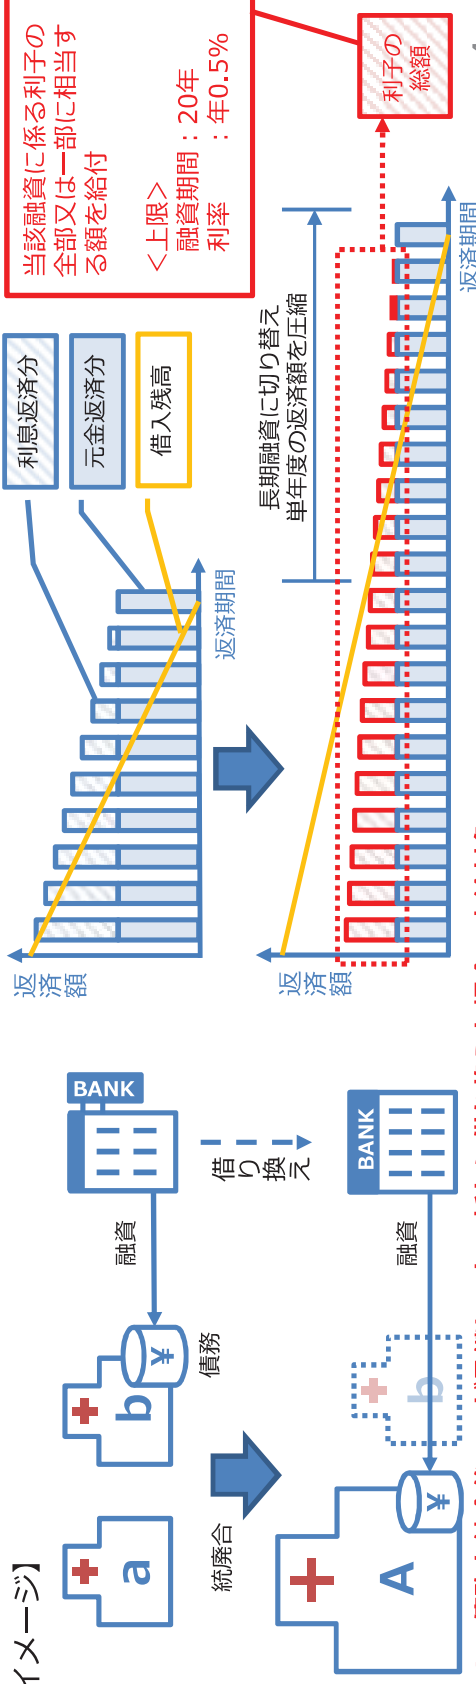 イメージ】
a
b
¥
債務
融資
BANK
統廃合
借り換え
A
b
¥
融資
BANK
返済額
返済期間
利息返済分
元金返済分
借入残高
当該融資に係る利子の
全部又は一部に相当す
る額を給付
＜上限＞
融資期間：20年
利率　　：年0.5%
返済額
長期融資に切り替え
単年度の返済額を圧縮
返済期間
利子の
総額